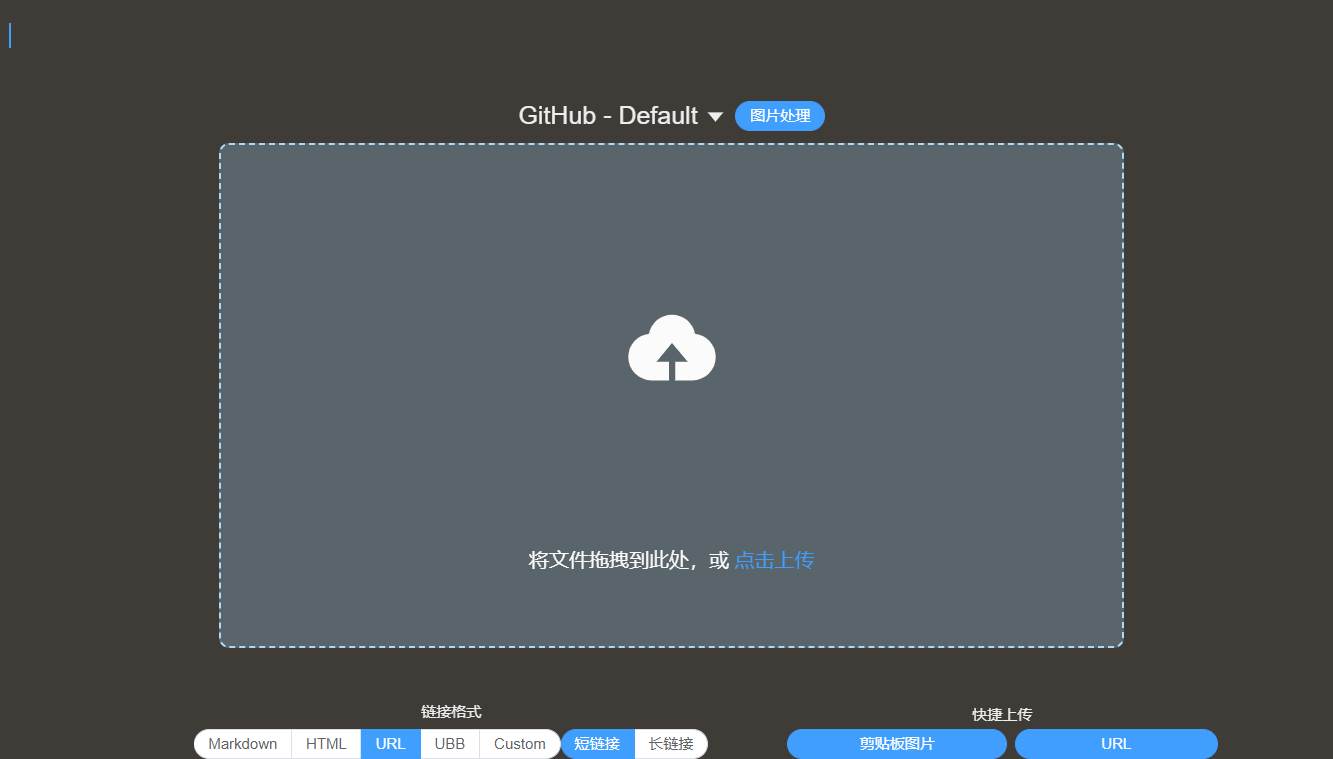 GitHub - Default 图片处理
将文件拖拽到此处，或 点击上传
链接格式
Markdown HTML URL UBB Custom 短链接 长链接
快捷上传
剪贴板图片 URL